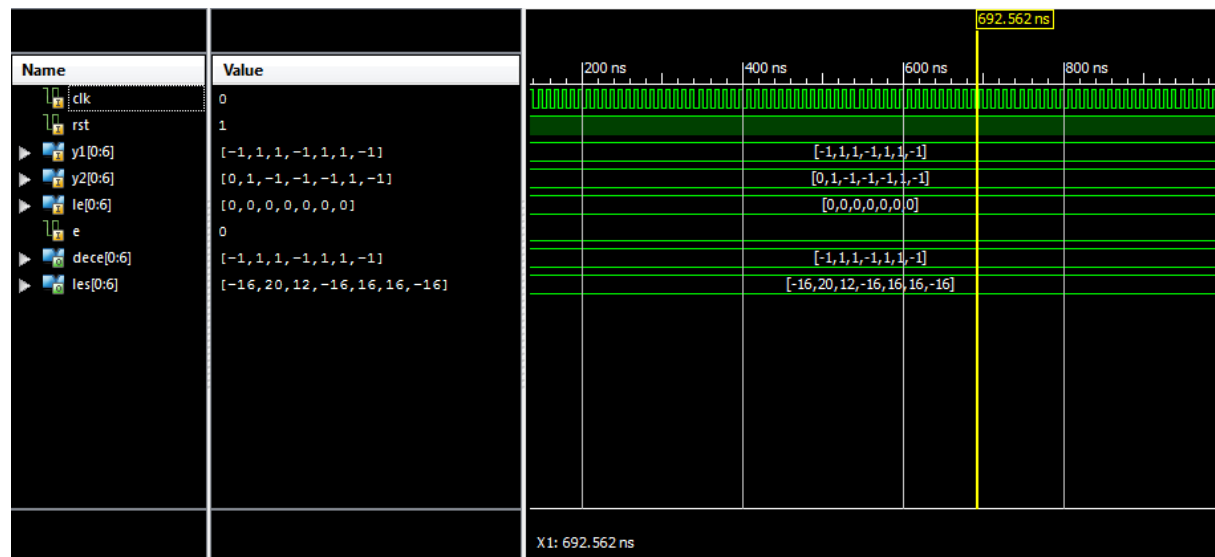 692.562 ns
Name Value 200 ns 400 ns 600 ns 800 ns
clk 0
rst 1
y1[0:6] [-1,1,1,-1,1,1,-1] [-1,1,1,-1,1,1,-1]
y2[0:6] [0,1,-1,-1,-1,1,-1] [0,1,-1,-1,-1,1,-1]
le[0:6] [0,0,0,0,0,0,0] [0,0,0,0,0,0,0]
e 0
dece[0:6] [-1,1,1,-1,1,1,-1] [-1,1,1,-1,1,1,-1]
les[0:6] [-16,20,12,-16,16,16,-16] [-16,20,12,-16,16,16,-16]
X1: 692.562 ns